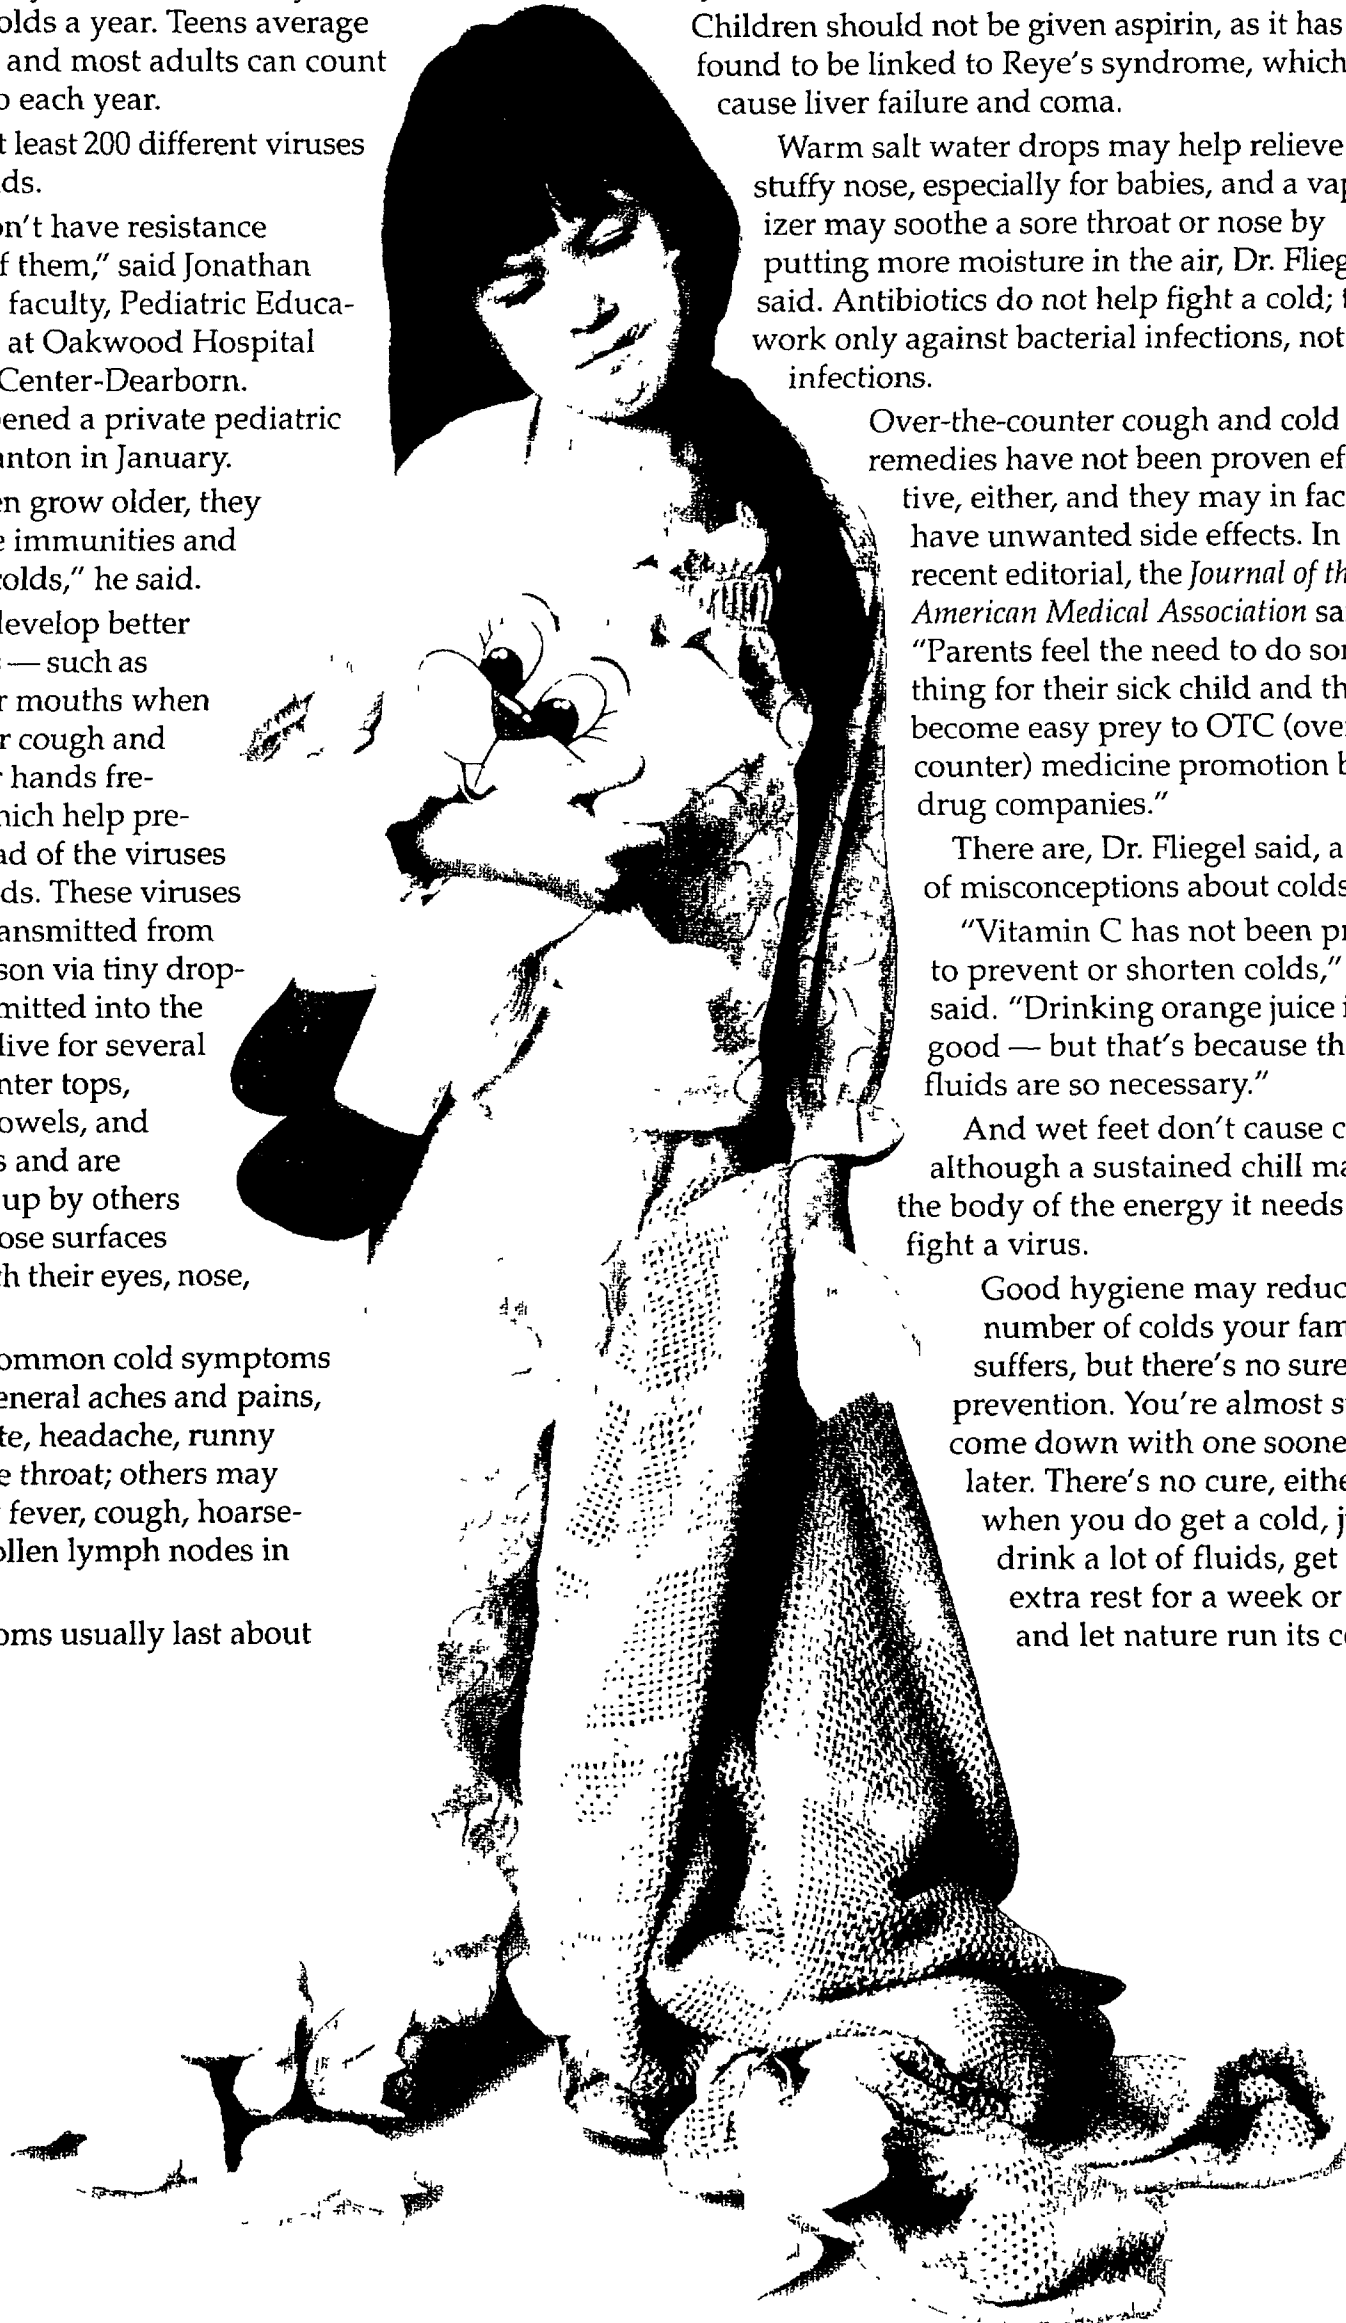 olds a year. Teens average
and most adults can count
o each year.
t least 200 different viruses
ds.
on't have resistance
f them," said Jonathan
faculty, Pediatric Educa-
at Oakwood Hospital
Center-Dearborn.
ened a private pediatric
anton in January.
en grow older, they
e immunities and
colds," he said.
develop better
s — such as
r mouths when
r cough and
r hands fre-
hich help pre-
ad of the viruses
ds. These viruses
ansmitted from
son via tiny drop-
mitted into the
live for several
nter tops,
owels, and
s and are
up by others
ose surfaces
h their eyes, nose,
ommon cold symptoms
eneral aches and pains,
te, headache, runny
e throat; others may
fever, cough, hoarse-
ollen lymph nodes in
oms usually last about
Children should not be given aspirin, as it has
found to be linked to Reye's syndrome, which
cause liver failure and coma.
Warm salt water drops may help relieve
stuffy nose, especially for babies, and a vap
izer may soothe a sore throat or nose by
putting more moisture in the air, Dr. Flieg
said. Antibiotics do not help fight a cold; t
work only against bacterial infections, not
infections.
Over-the-counter cough and cold
remedies have not been proven ef
tive, either, and they may in fac
have unwanted side effects. In
recent editorial, the Journal of th
American Medical Association sa
"Parents feel the need to do so
thing for their sick child and th
become easy prey to OTC (ove
counter) medicine promotion b
drug companies."
There are, Dr. Fliegel said, a
of misconceptions about colds
"Vitamin C has not been pr
to prevent or shorten colds,"
said. "Drinking orange juice i
good — but that's because th
fluids are so necessary."
And wet feet don't cause c
although a sustained chill ma
the body of the energy it needs
fight a virus.
Good hygiene may reduc
number of colds your fam
suffers, but there's no sure
prevention. You're almost s
come down with one soone
later. There's no cure, eithe
when you do get a cold, j
drink a lot of fluids, get
extra rest for a week or
and let nature run its co